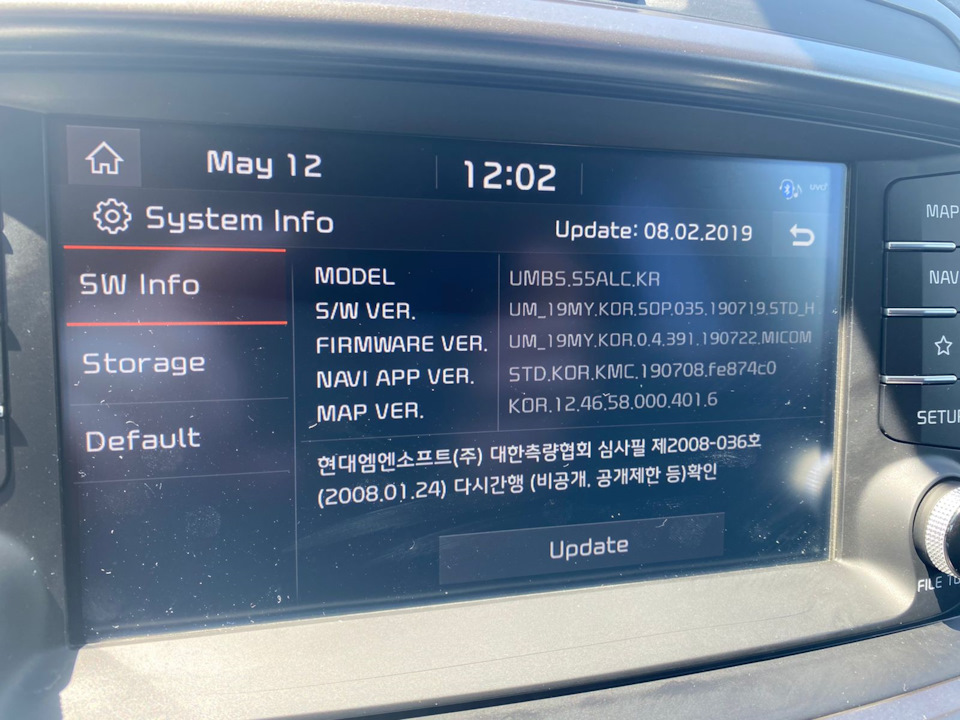 May 12
12:02
UVO
System Info
Update: 08.02.2019
SW Info
Storage
Default
MODEL UMBS.S5ALC.KR
S/W VER. UM_19MY.KOR.SOP.035.190719.STD_H
FIRMWARE VER. UM_19MY.KOR.0.4.391.190722.MICOM
NAVI APP VER. STD.KOR.KMC.190708.fe874c0
MAP VER. KOR.12.46.58.000.401.6
현대엠엔소프트(주) 대한측량협회 심사필 제2008-036호
(2008.01.24) 다시간행 (비공개, 공개제한 등)확인
Update
MAP
NAV
SETUP
FILE